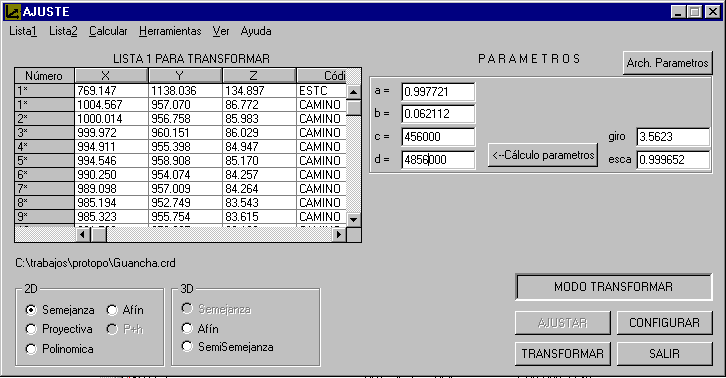 AJUSTE
Lista1 Lista2 Calcular Herramientas Ver Ayuda
LISTA 1 PARA TRANSFORMAR
Número X Y Z Códi
1* 769.147 1138.036 134.897 ESTC
1* 1004.567 957.070 86.772 CAMINO
2* 1000.014 956.758 85.983 CAMINO
3* 999.972 960.151 86.029 CAMINO
4* 994.911 955.398 84.947 CAMINO
5* 994.546 958.908 85.170 CAMINO
6* 990.250 954.074 84.257 CAMINO
7* 989.098 957.009 84.264 CAMINO
8* 985.194 952.749 83.543 CAMINO
9* 985.323 955.754 83.615 CAMINO
C:\trabajos\protopo\Guancha.crd
PARAMETROS
Arch. Parametros
a = 0.997721
b = 0.062112
c = 456000
d = 4856000
<--Cálculo parametros
giro 3.5623
esca 0.999652
2D
Semejanza Afín
Proyectiva P+h
Polinomica
3D
Semejanza
Afín
SemiSemejanza
MODO TRANSFORMAR
AJUSTAR CONFIGURAR
TRANSFORMAR SALIR